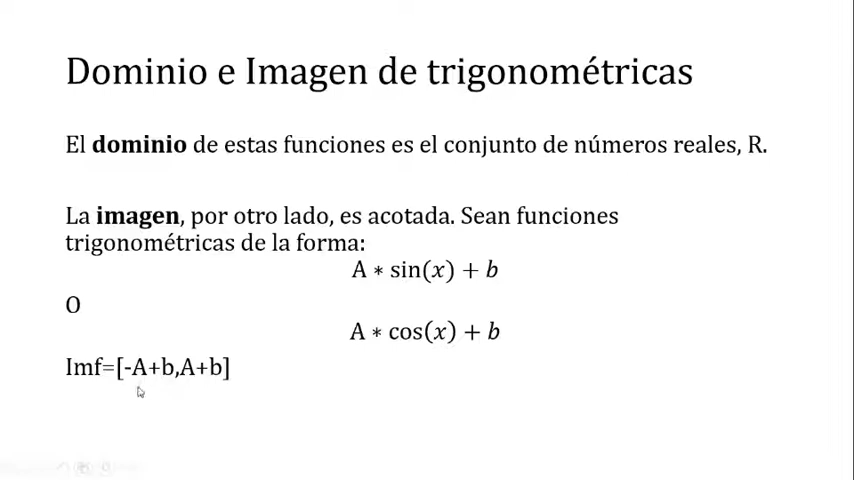 Dominio e Imagen de trigonométricas
El dominio de estas funciones es el conjunto de números reales, R.
La imagen, por otro lado, es acotada. Sean funciones
trigonométricas de la forma:
A ∗ sin(x) + b
O
A ∗ cos(x) + b
Imf=[-A+b,A+b]